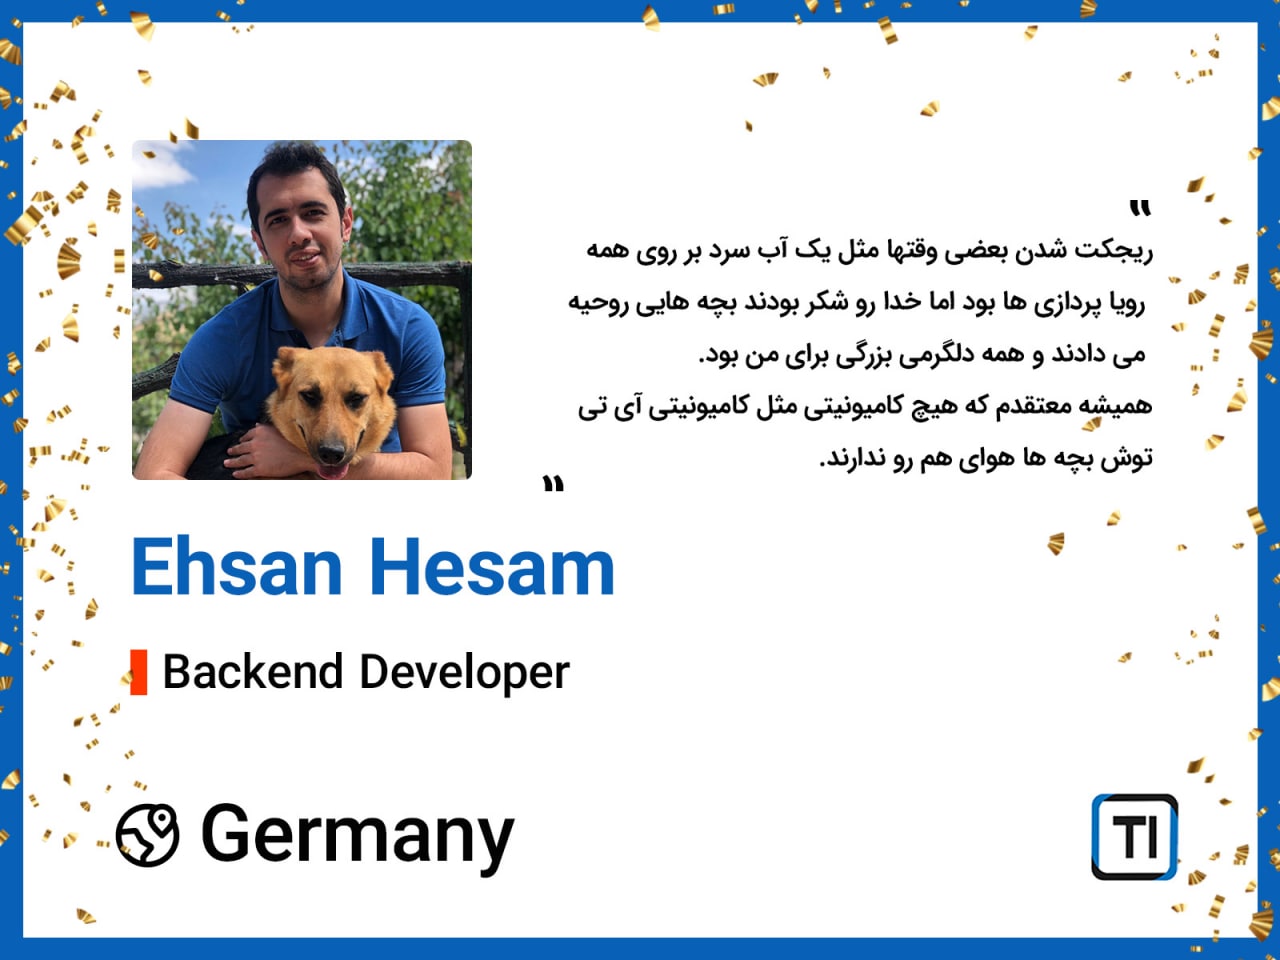 "
ریجکت شدن بعضی وقتها مثل یک آب سرد بر روی همه
رویا پردازی ها بود اما خدا رو شکر بودند بچه هایی روحیه
می دادند و همه دلگرمی بزرگی برای من بود.
همیشه معتقدم که هیچ کامیونیتی مثل کامیونیتی آی تی
توش بچه ها هوای هم رو ندارند.
"
Ehsan Hesam
Backend Developer
Germany
TI